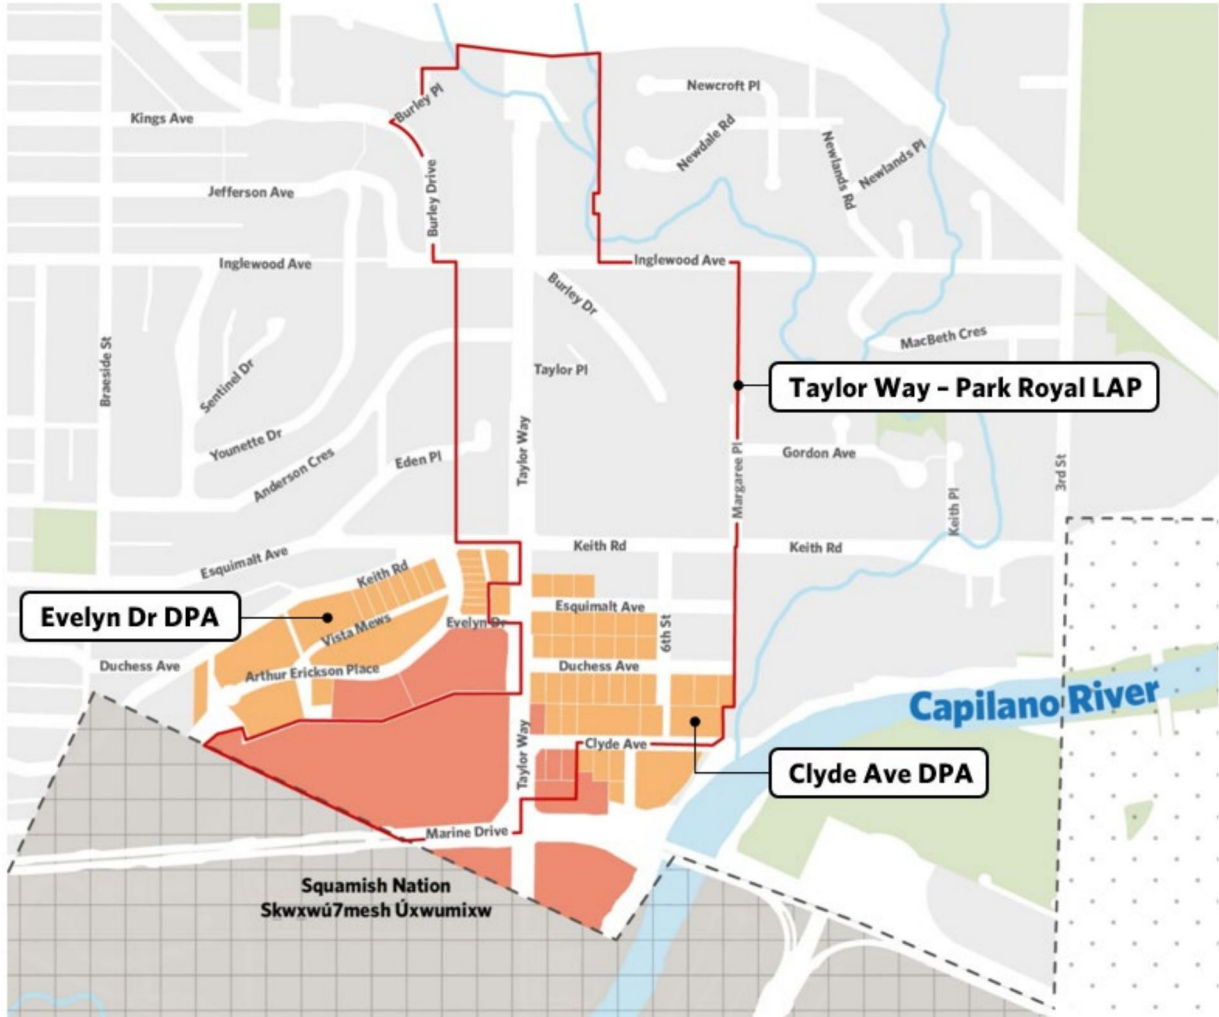 Newcroft Pl
Burley Pl
Kings Ave
Newdale Rd
Newlands Rd
Newlands Pl
Jefferson Ave
Burley Drive
Inglewood Ave
Inglewood Ave
Burley Dr
MacBeth Cres
Braeside St
Sentinel Dr
Taylor Pl
Taylor Way – Park Royal LAP
Younette Dr
Anderson Cres
Eden Pl
Taylor Way
Margaree Pl
Gordon Ave
3rd St
Keith Pl
Esquimalt Ave
Keith Rd
Keith Rd
Keith Rd
Evelyn Dr DPA
Vista Mews
Evelyn Dr
Esquimalt Ave
6th St
Duchess Ave
Arthur Erickson Place
Duchess Ave
Capilano River
Taylor Way
Clyde Ave
Clyde Ave DPA
Marine Drive
Squamish Nation
Skwxwú7mesh Úxwumixw